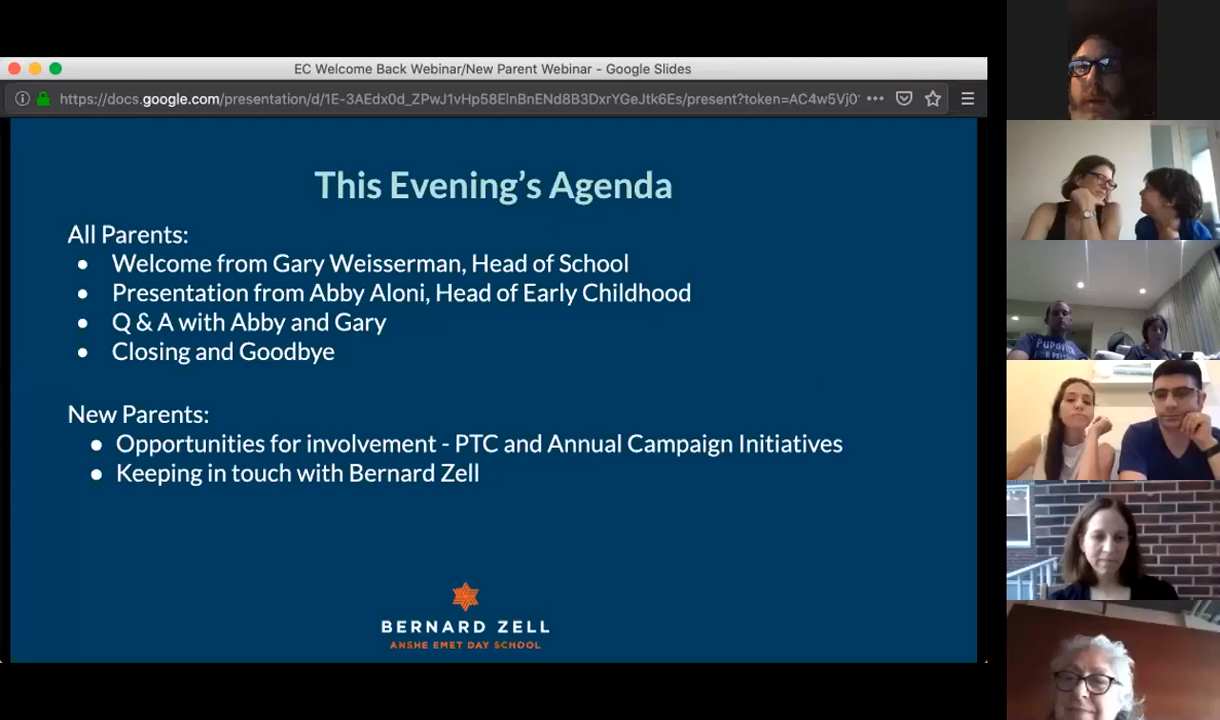 EC Welcome Back Webinar/New Parent Webinar - Google Slides
https://docs.google.com/presentation/d/1E-3AEdx0d_ZPwJ1vHp58ElnBnENd8B3DxrYGeJtk6Es/present?token=AC4w5Vj0
This Evening's Agenda
All Parents:
• Welcome from Gary Weisserman, Head of School
• Presentation from Abby Aloni, Head of Early Childhood
• Q & A with Abby and Gary
• Closing and Goodbye
New Parents:
• Opportunities for involvement - PTC and Annual Campaign Initiatives
• Keeping in touch with Bernard Zell
BERNARD ZELL
ANSHE EMET DAY SCHOOL